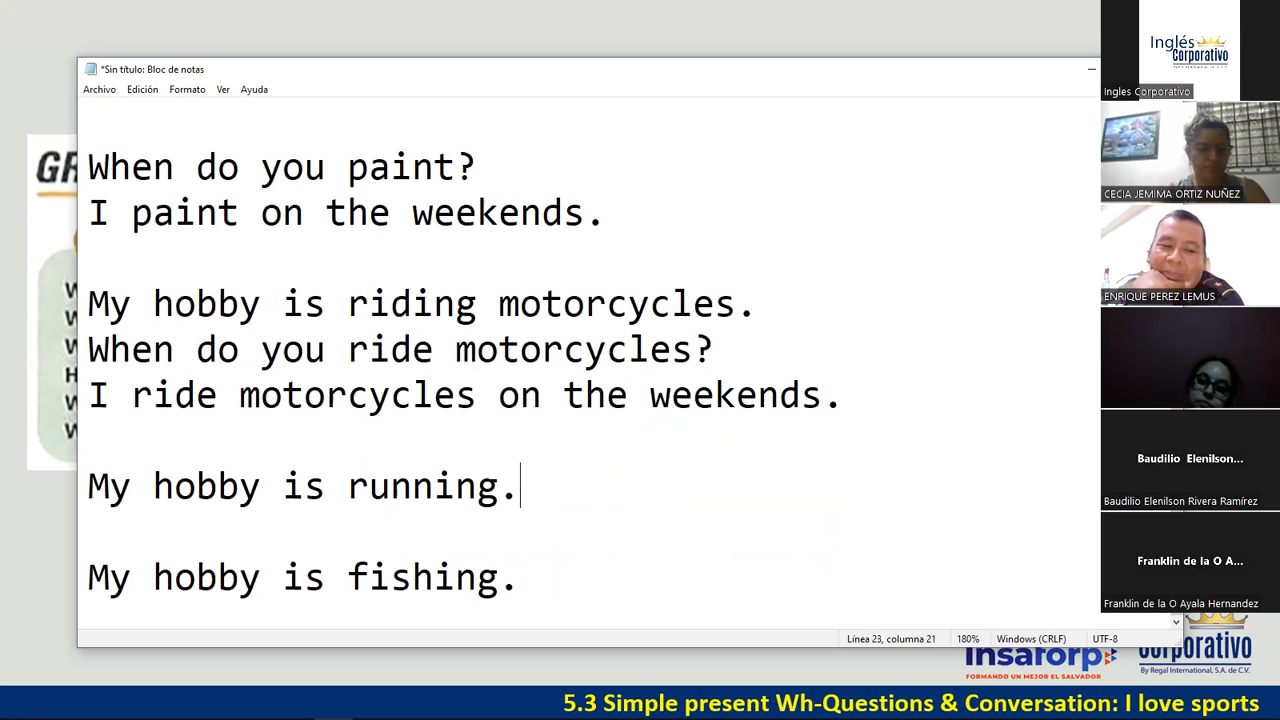 *Sin título: Bloc de notas
Archivo Edición Formato Ver Ayuda
GR
When do you paint?
I paint on the weekends.
My hobby is riding motorcycles.
When do you ride motorcycles?
I ride motorcycles on the weekends.
My hobby is running.
My hobby is fishing.
W
W
W
H
W
W
Línea 23, columna 21 180% Windows (CRLF) UTF-8
Inglés
Corporativo
Ingles Corporativo
CECIA JEMIMA ORTIZ NUÑEZ
ENRIQUE PEREZ LEMUS
Baudilio Elenilson...
Baudilio Elenilson Rivera Ramírez
Franklin de la O A...
Franklin de la O Ayala Hernandez
Insaforp
FORMANDO UN MEJOR EL SALVADOR
Corporativo
By Regal International, S.A. de C.V.
5.3 Simple present Wh-Questions & Conversation: I love sports